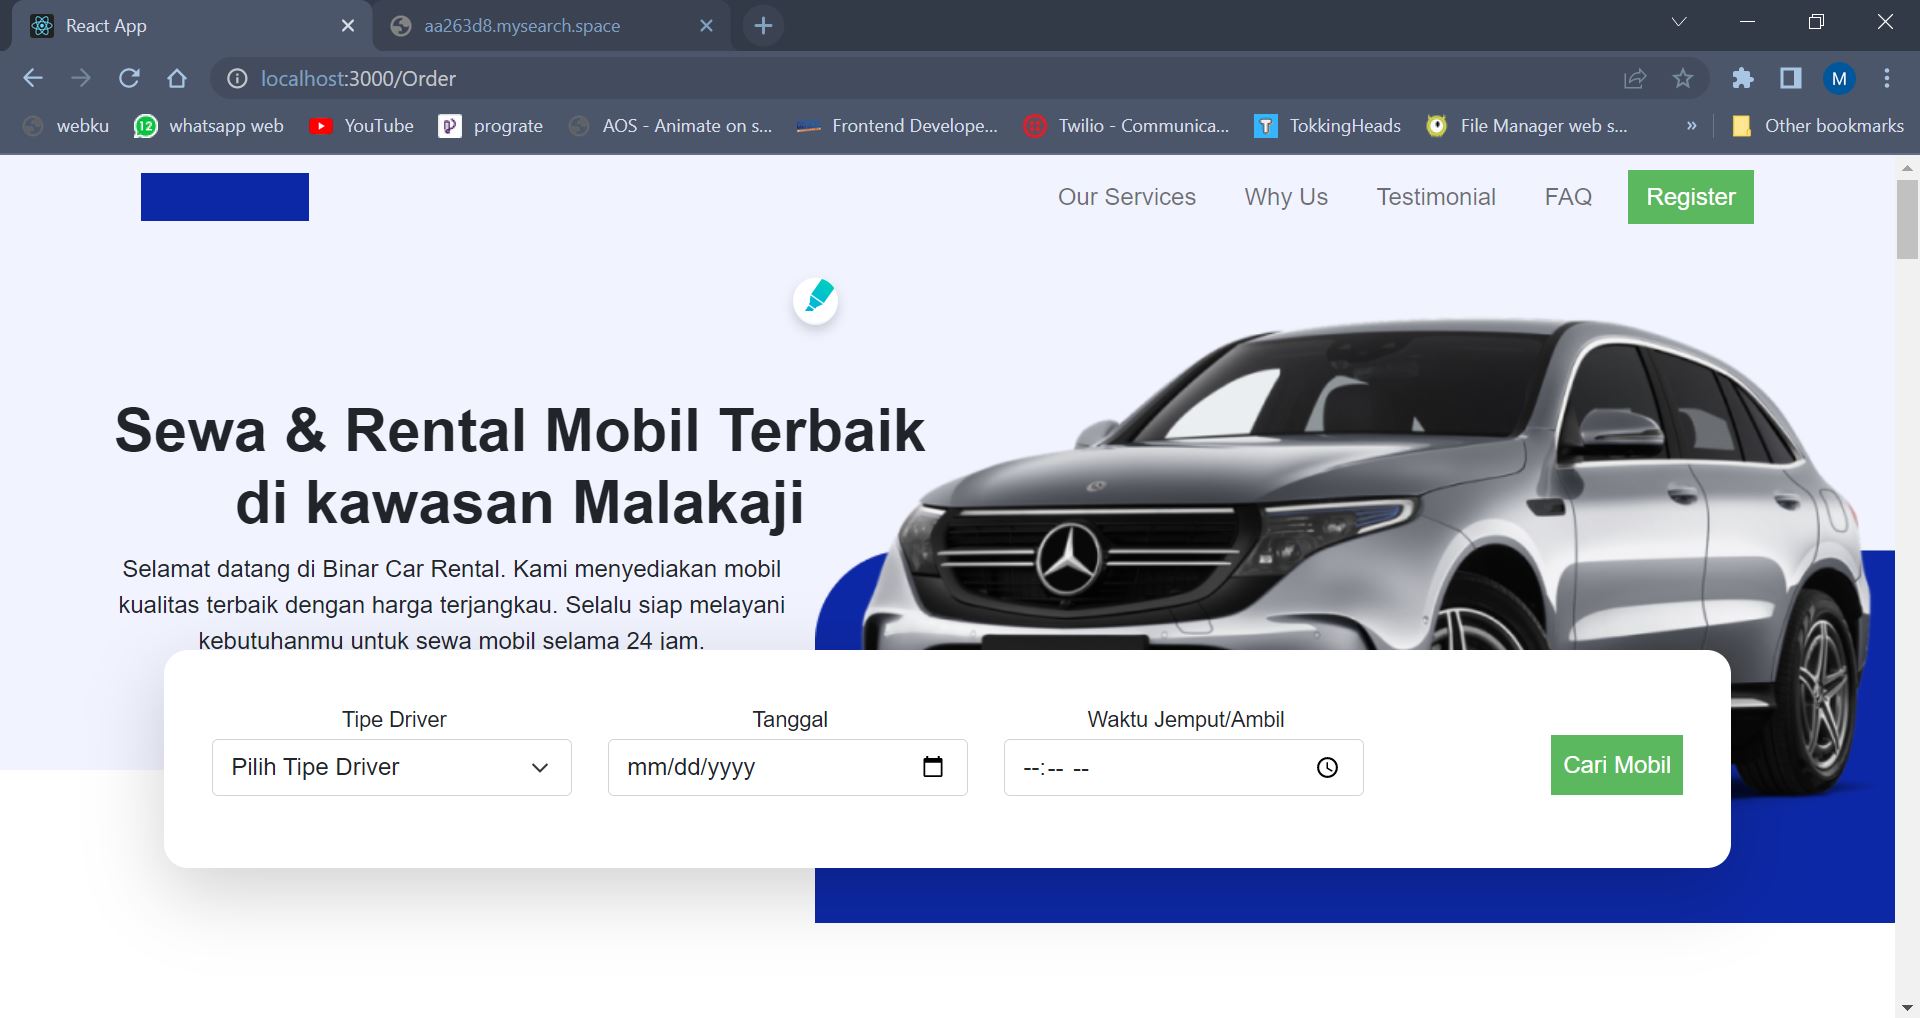 React App
aa263d8.mysearch.space
localhost:3000/Order
M
webku
12
whatsapp web
YouTube
prograte
AOS - Animate on s...
Frontend Develope...
Twilio - Communica...
T
TokkingHeads
File Manager web s...
»
Other bookmarks
Our Services
Why Us
Testimonial
FAQ
Register
Sewa & Rental Mobil Terbaik
di kawasan Malakaji
Selamat datang di Binar Car Rental. Kami menyediakan mobil
kualitas terbaik dengan harga terjangkau. Selalu siap melayani
kebutuhanmu untuk sewa mobil selama 24 jam.
Tipe Driver
Pilih Tipe Driver
Tanggal
mm/dd/yyyy
Waktu Jemput/Ambil
--:-- --
Cari Mobil